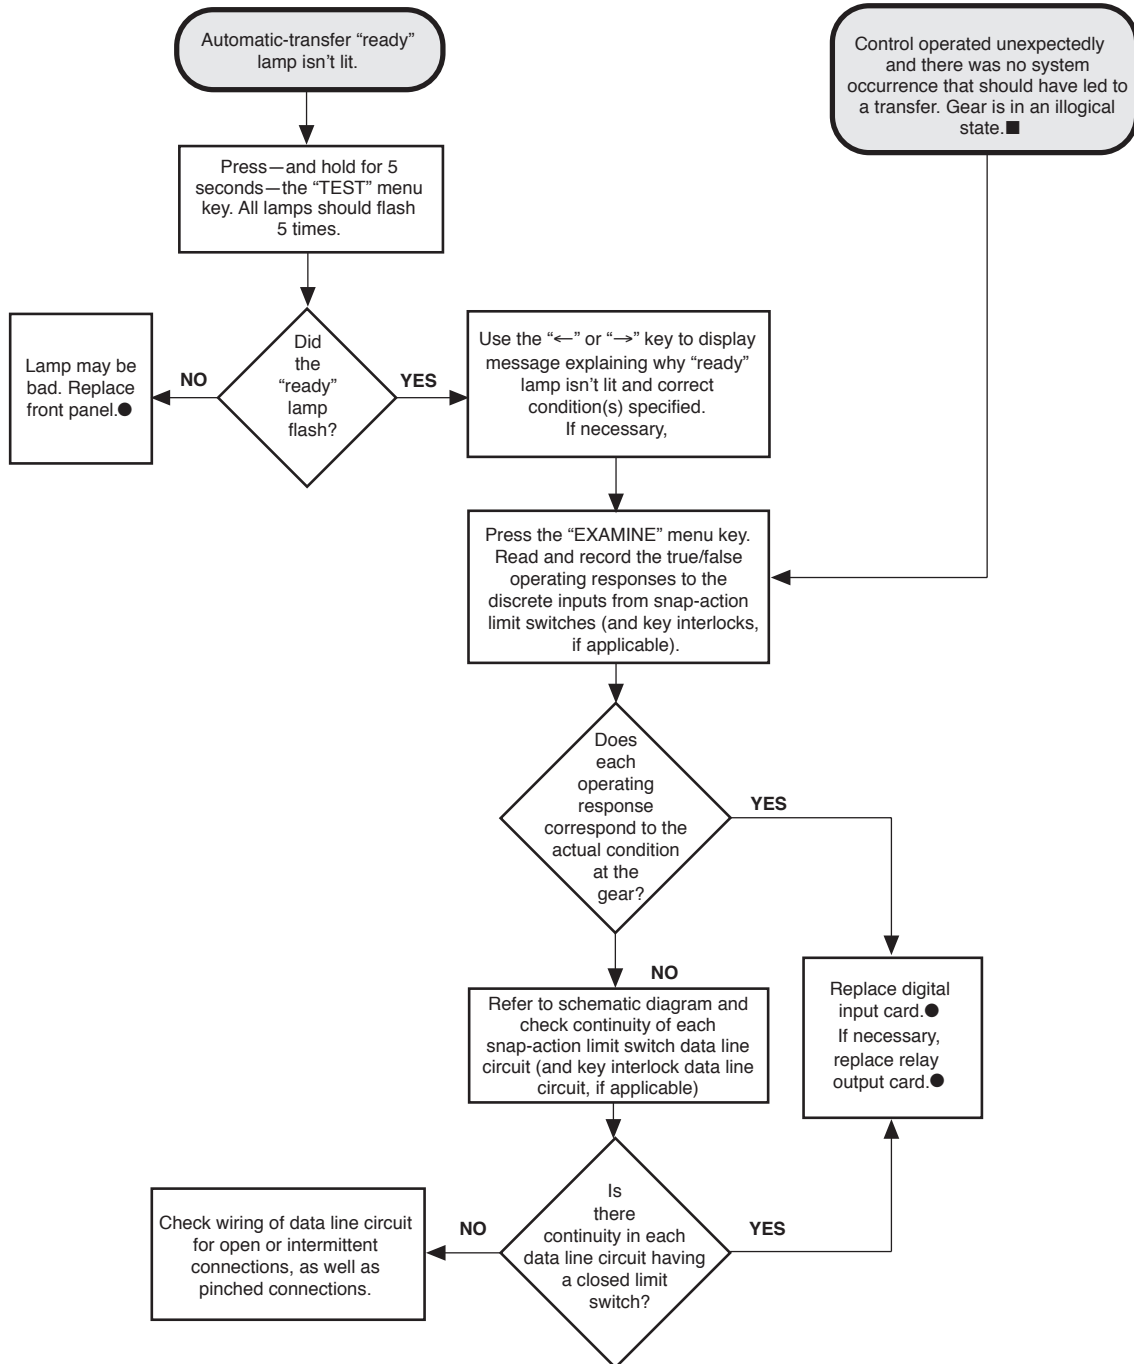 Automatic-transfer “ready”
lamp isn’t lit.
Control operated unexpectedly
and there was no system
occurrence that should have led to
a transfer. Gear is in an illogical
state.■
Press—and hold for 5
seconds—the “TEST” menu
key. All lamps should flash
5 times.
Did
the
“ready”
lamp
flash?
NO
YES
Lamp may be
bad. Replace
front panel.●
Use the “←” or “→” key to display
message explaining why “ready”
lamp isn’t lit and correct
condition(s) specified.
If necessary,
Press the “EXAMINE” menu key.
Read and record the true/false
operating responses to the
discrete inputs from snap-action
limit switches (and key interlocks,
if applicable).
Does
each
operating
response
correspond to the
actual condition
at the
gear?
YES
NO
Refer to schematic diagram and
check continuity of each
snap-action limit switch data line
circuit (and key interlock data line
circuit, if applicable)
Replace digital
input card.●
If necessary,
replace relay
output card.●
Is
there
continuity in each
data line circuit having
a closed limit
switch?
NO
YES
Check wiring of data line circuit
for open or intermittent
connections, as well as
pinched connections.